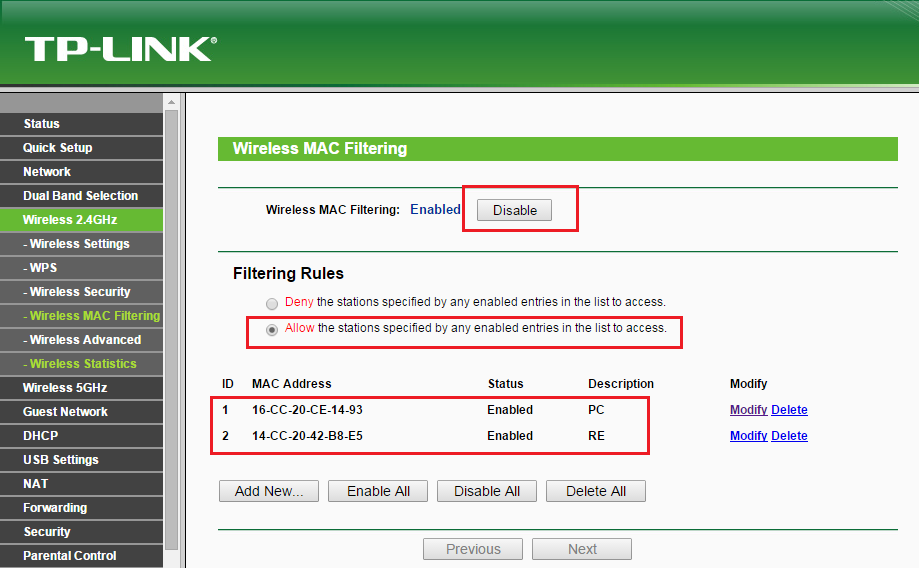 TP-LINK®
Status
Quick Setup
Network
Dual Band Selection
Wireless 2.4GHz
- Wireless Settings
- WPS
- Wireless Security
- Wireless MAC Filtering
- Wireless Advanced
- Wireless Statistics
Wireless 5GHz
Guest Network
DHCP
USB Settings
NAT
Forwarding
Security
Parental Control
Wireless MAC Filtering
Wireless MAC Filtering: Enabled Disable
Filtering Rules
Deny the stations specified by any enabled entries in the list to access.
Allow the stations specified by any enabled entries in the list to access.
ID MAC Address Status Description Modify
1 16-CC-20-CE-14-93 Enabled PC Modify Delete
2 14-CC-20-42-B8-E5 Enabled RE Modify Delete
Add New... Enable All Disable All Delete All
Previous Next